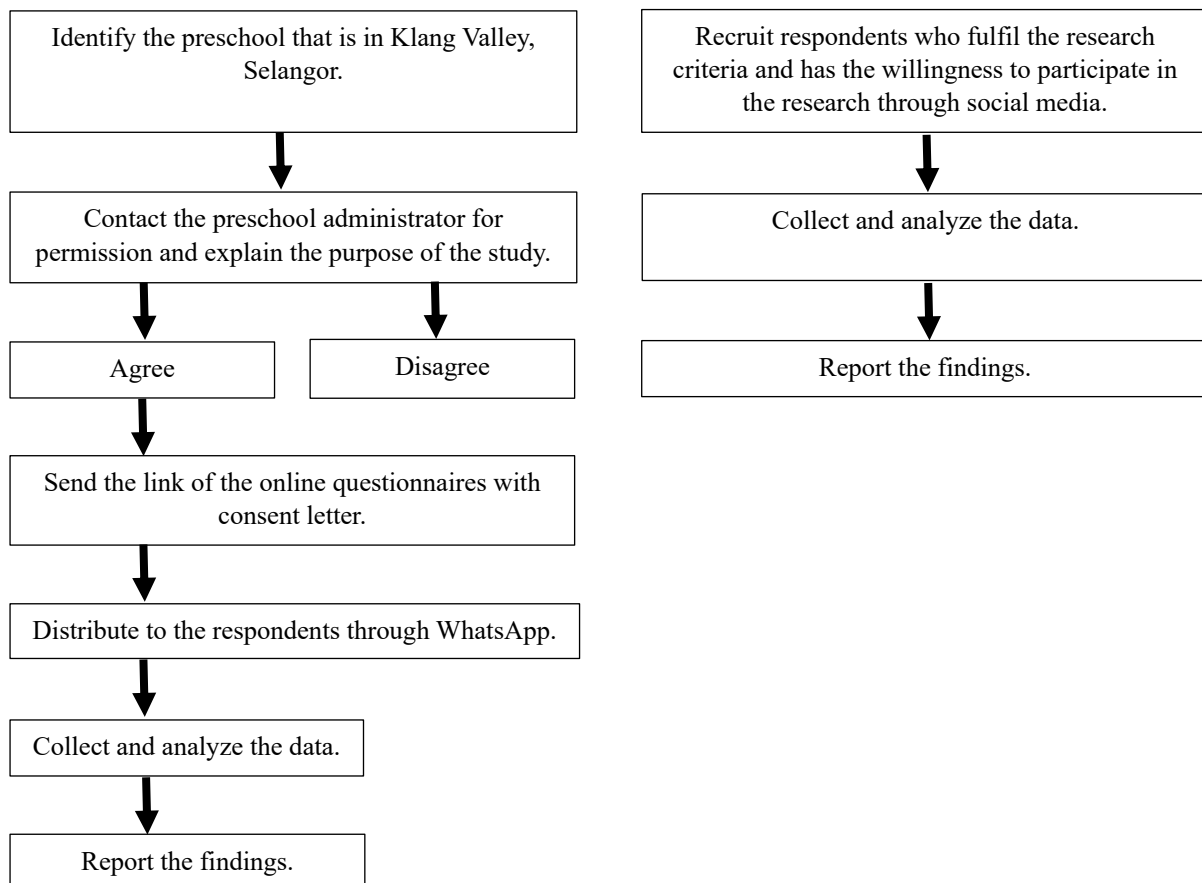 Identify the preschool that is in Klang Valley,
Selangor.
Contact the preschool administrator for
permission and explain the purpose of the study.
Agree
Disagree
Send the link of the online questionnaires with
consent letter.
Distribute to the respondents through WhatsApp.
Collect and analyze the data.
Report the findings.
Recruit respondents who fulfil the research
criteria and has the willingness to participate in
the research through social media.
Collect and analyze the data.
Report the findings.